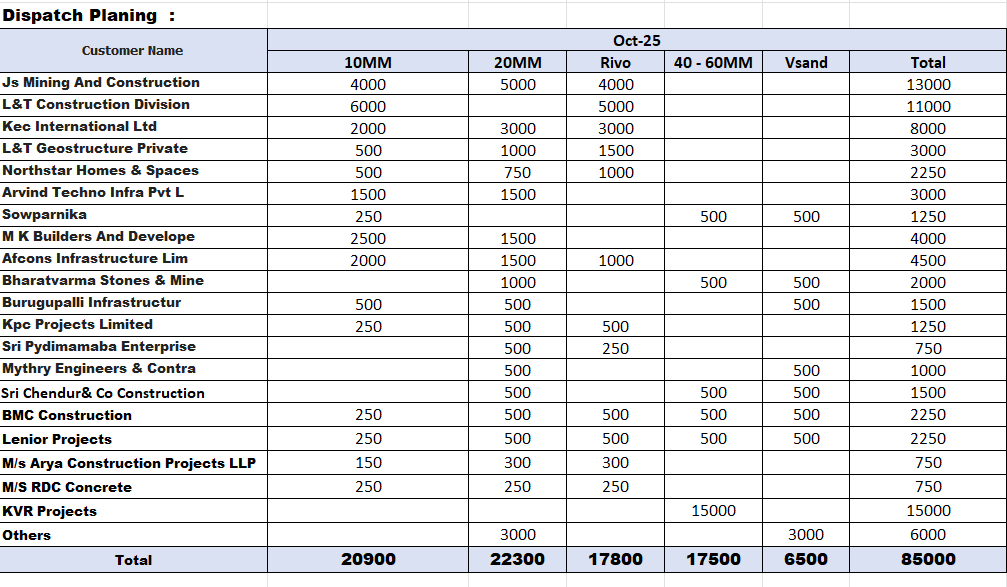 Dispatch Planing :
Customer Name Oct-25
10MM 20MM Rivo 40 - 60MM Vsand Total
Js Mining And Construction 4000 5000 4000 13000
L&T Construction Division 6000 5000 11000
Kec International Ltd 2000 3000 3000 8000
L&T Geostructure Private 500 1000 1500 3000
Northstar Homes & Spaces 500 750 1000 2250
Arvind Techno Infra Pvt L 1500 1500 3000
Sowparnika 250 500 500 1250
M K Builders And Develope 2500 1500 4000
Afcons Infrastructure Lim 2000 1500 1000 4500
Bharatvarma Stones & Mine 1000 500 500 2000
Burugupalli Infrastructur 500 500 500 1500
Kpc Projects Limited 250 500 500 1250
Sri Pydimamaba Enterprise 500 250 750
Mythry Engineers & Contra 500 500 1000
Sri Chendur& Co Construction 500 500 500 1500
BMC Construction 250 500 500 500 500 2250
Lenior Projects 250 500 500 500 500 2250
M/s Arya Construction Projects LLP 150 300 300 750
M/S RDC Concrete 250 250 250 750
KVR Projects 15000 15000
Others 3000 3000 6000
Total 20900 22300 17800 17500 6500 85000